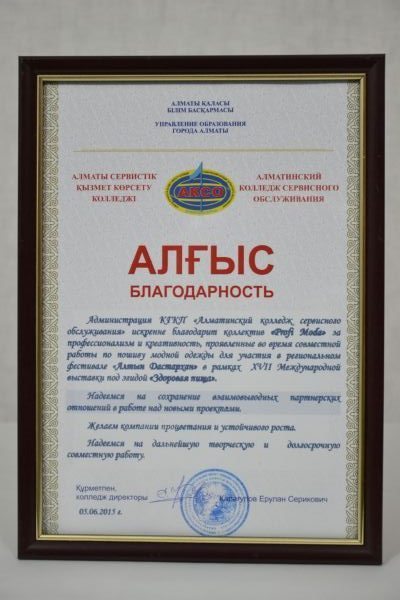 АЛМАТЫ ҚАЛАСЫ
БІЛІМ БАСҚАРМАСЫ
УПРАВЛЕНИЕ ОБРАЗОВАНИЯ
ГОРОДА АЛМАТЫ
АЛМАТЫ СЕРВИСТІК
ҚЫЗМЕТ КӨРСЕТУ
КОЛЛЕДЖІ
АКСО
АЛМАТИНСКИЙ
КОЛЛЕДЖ СЕРВИСНОГО
ОБСЛУЖИВАНИЯ
АЛҒЫС
БЛАГОДАРНОСТЬ
Администрация КГКП «Алматинский колледж сервисного
обслуживания» искренне благодарит коллектив «Profi Moda» за
профессионализм и креативность, проявленные во время совместной
работы по пошиву модной одежды для участия в региональном
фестивале «Алтын Дастархан» в рамках XVII Международной
выставки под эгидой «Здоровая пища».
Надеемся на сохранение взаимовыгодных партнерских
отношений в работе над новыми проектами.
Желаем компании процветания и устойчивого роста.
Надеемся на дальнейшую творческую и долгосрочную
совместную работу.
Құрметпен,
колледж директоры
Ерулан Серикович
05.06.2015 г.